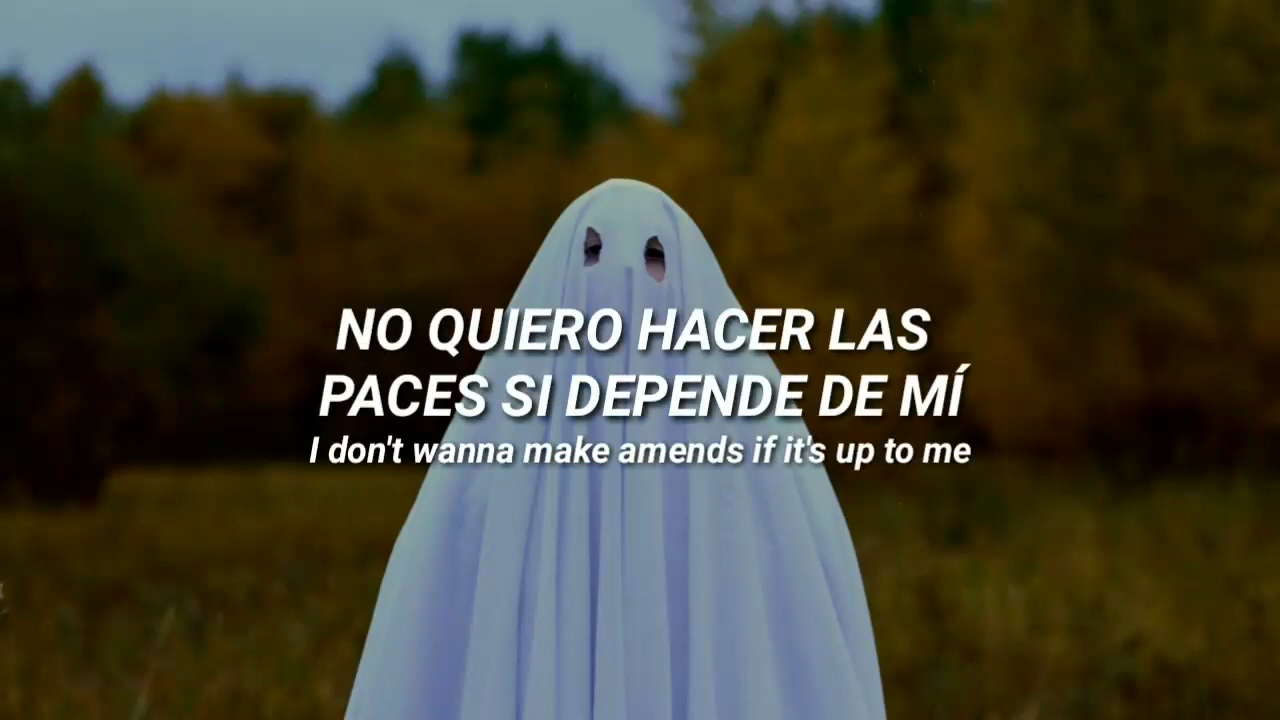 NO QUIERO HACER LAS
PACES SI DEPENDE DE MÍ
I don't wanna make amends if it's up to me